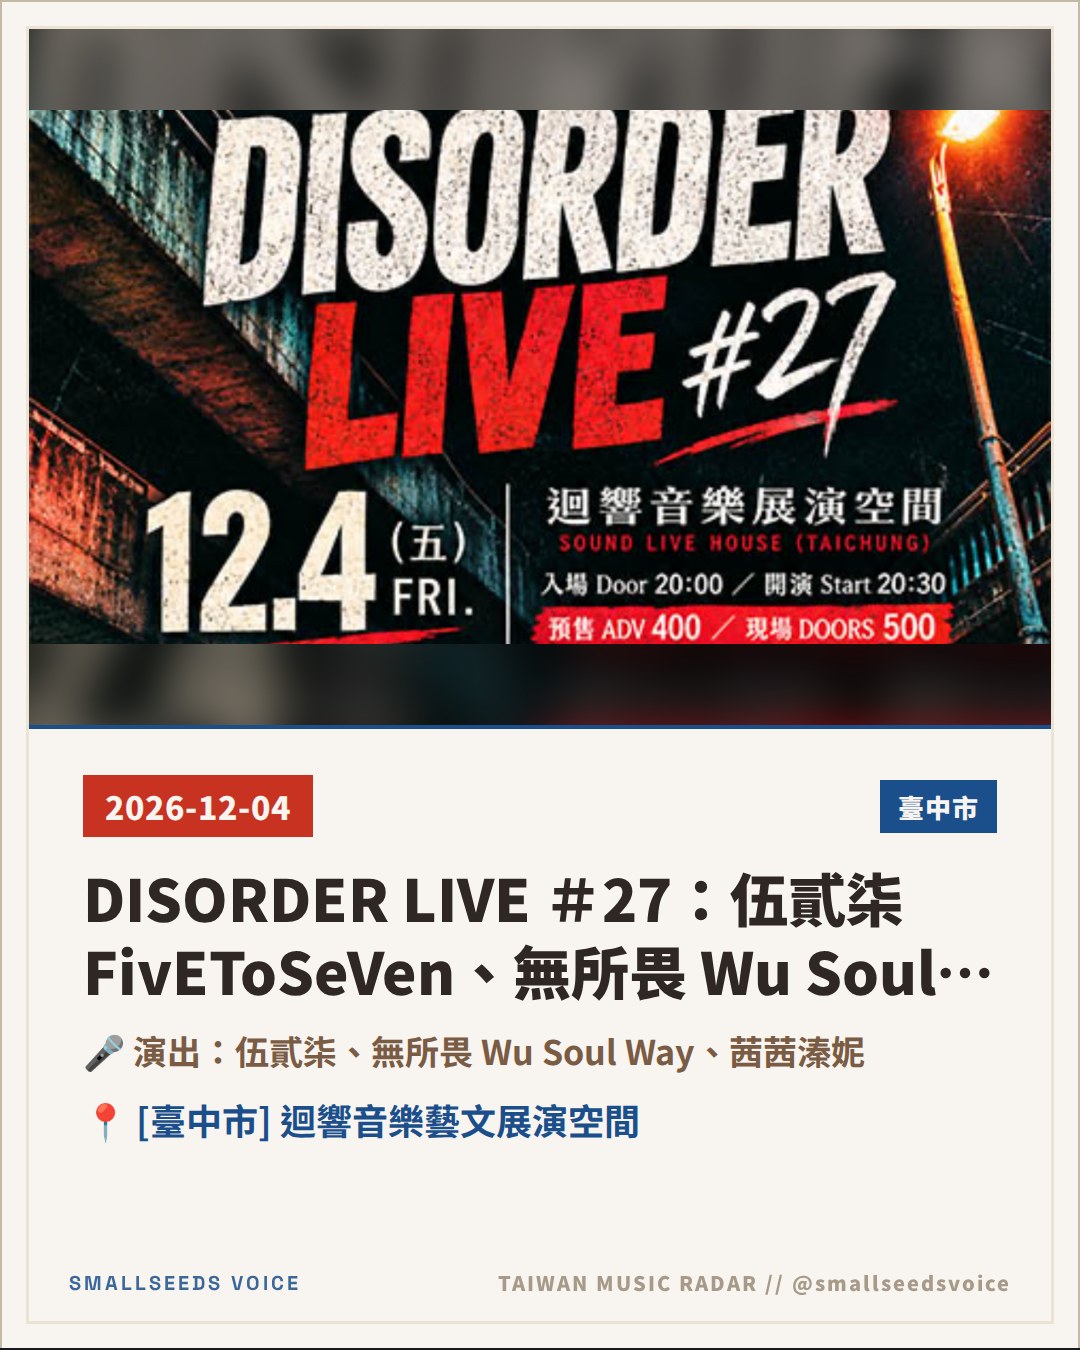 DISORDER
LIVE #27
12.4 (五) FRI.
迴響音樂展演空間
SOUND LIVE HOUSE (TAICHUNG)
入場 Door 20:00 / 開演 Start 20:30
預售 ADV 400 / 現場 DOORS 500
2026-12-04
臺中市
DISORDER LIVE #27:伍貳柒
FivEToSeVen、無所畏 Wu Soul…
🎤 演出:伍貳柒、無所畏 Wu Soul Way、茜茜溱妮
📍 [臺中市] 迴響音樂藝文展演空間
SMALLSEEDS VOICE
TAIWAN MUSIC RADAR // @smallseedsvoice